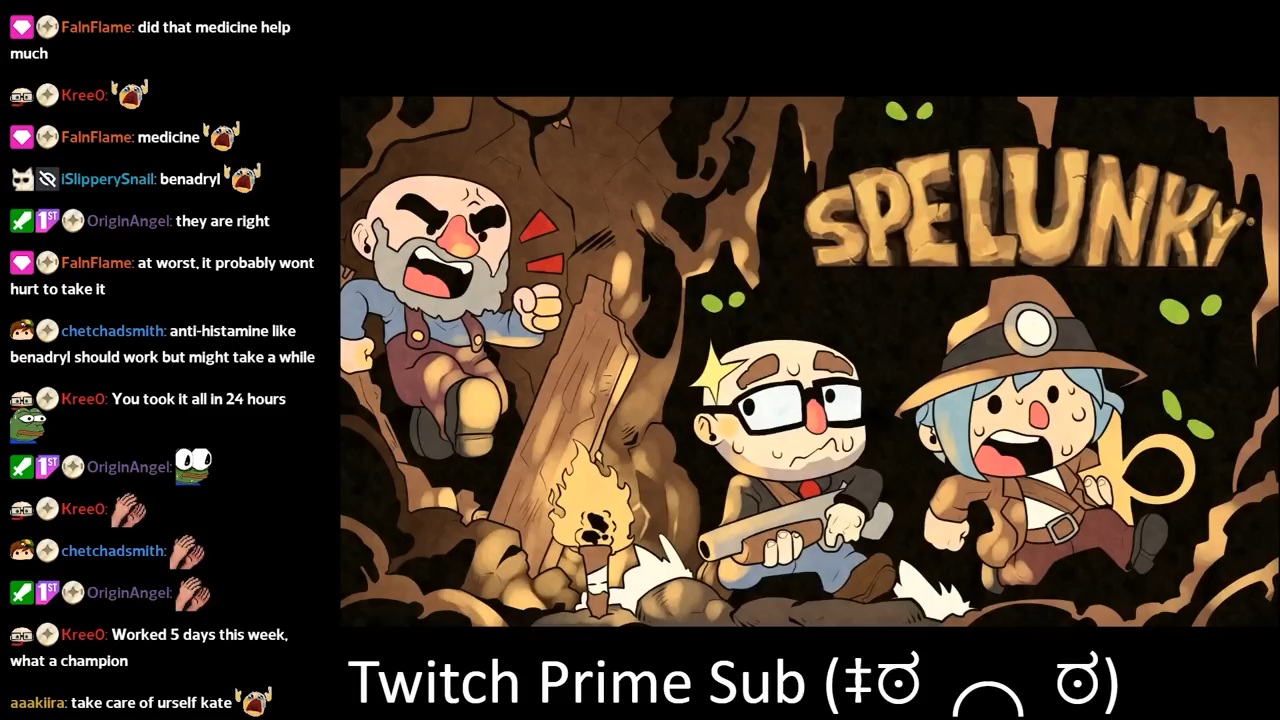 FalnFlame: did that medicine help
much
Kree0:
FalnFlame: medicine
iSlipperySnail: benadryl
1ST OriginAngel: they are right
FalnFlame: at worst, it probably wont
hurt to take it
chetchadsmith: anti-histamine like
benadryl should work but might take a while
Kree0: You took it all in 24 hours
1ST OriginAngel:
Kree0:
chetchadsmith:
1ST OriginAngel:
Kree0: Worked 5 days this week,
what a champion
aaakiira: take care of urself kate
SPELUNKY
Twitch Prime Sub (‡ಠ ⁔ ಠ)